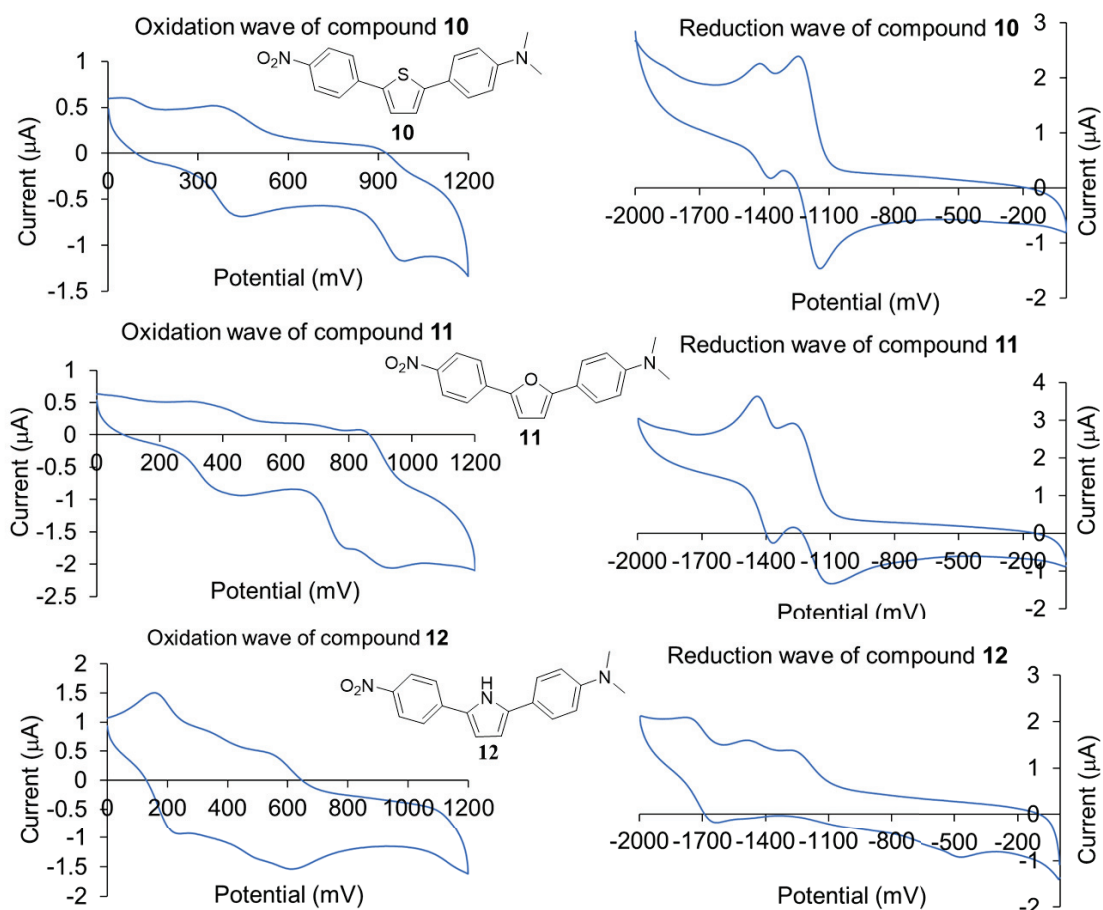 Oxidation wave of compound 10
1
0.5
0
-0.5
-1
-1.5
0 300 600 900 1200
Current (µA)
Potential (mV)
O₂N
S
N
10
Reduction wave of compound 10
3
2
1
0
-1
-2
-2000 -1700 -1400 -1100 -800 -500 -200
Current (µA)
Potential (mV)
Oxidation wave of compound 11
1
0.5
0
-0.5
-1
-1.5
-2
-2.5
0 200 400 600 800 1000 1200
Current (µA)
Potential (mV)
O₂N
O
N
11
Reduction wave of compound 11
4
3
2
1
0
-1
-2
-2000 -1700 -1400 -1100 -800 -500 -200
Current (µA)
Potential (mV)
Oxidation wave of compound 12
2
1.5
1
0.5
0
-0.5
-1
-1.5
-2
0 200 400 600 800 1000 1200
Current (µA)
Potential (mV)
O₂N
H
N
N
12
Reduction wave of compound 12
3
2
1
0
-1
-2
-2000 -1700 -1400 -1100 -800 -500 -200
Current (µA)
Potential (mV)